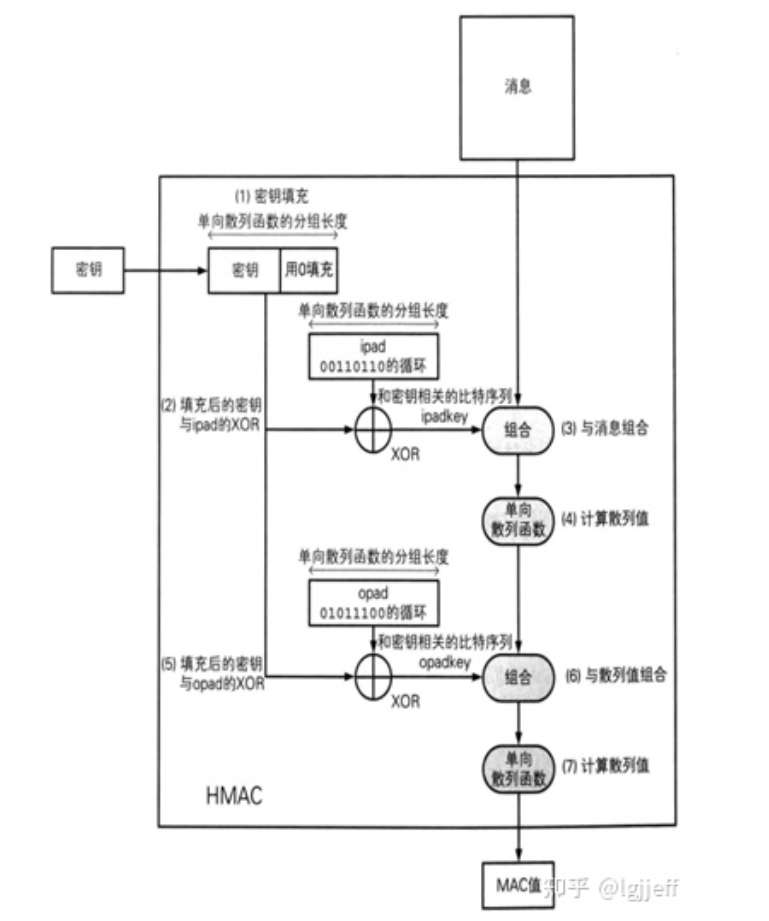 消息
(1) 密钥填充
单向散列函数的分组长度
密钥
密钥
用0填充
单向散列函数的分组长度
ipad
00110110的循环
(2) 填充后的密钥
与ipad的XOR
和密钥相关的比特序列
ipadkey
XOR
组合
(3) 与消息组合
单向
散列函数
(4) 计算散列值
单向散列函数的分组长度
opad
01011100的循环
(5) 填充后的密钥
与opad的XOR
和密钥相关的比特序列
opadkey
XOR
组合
(6) 与散列值组合
单向
散列函数
(7) 计算散列值
HMAC
MAC值
知乎 @lgjjeff